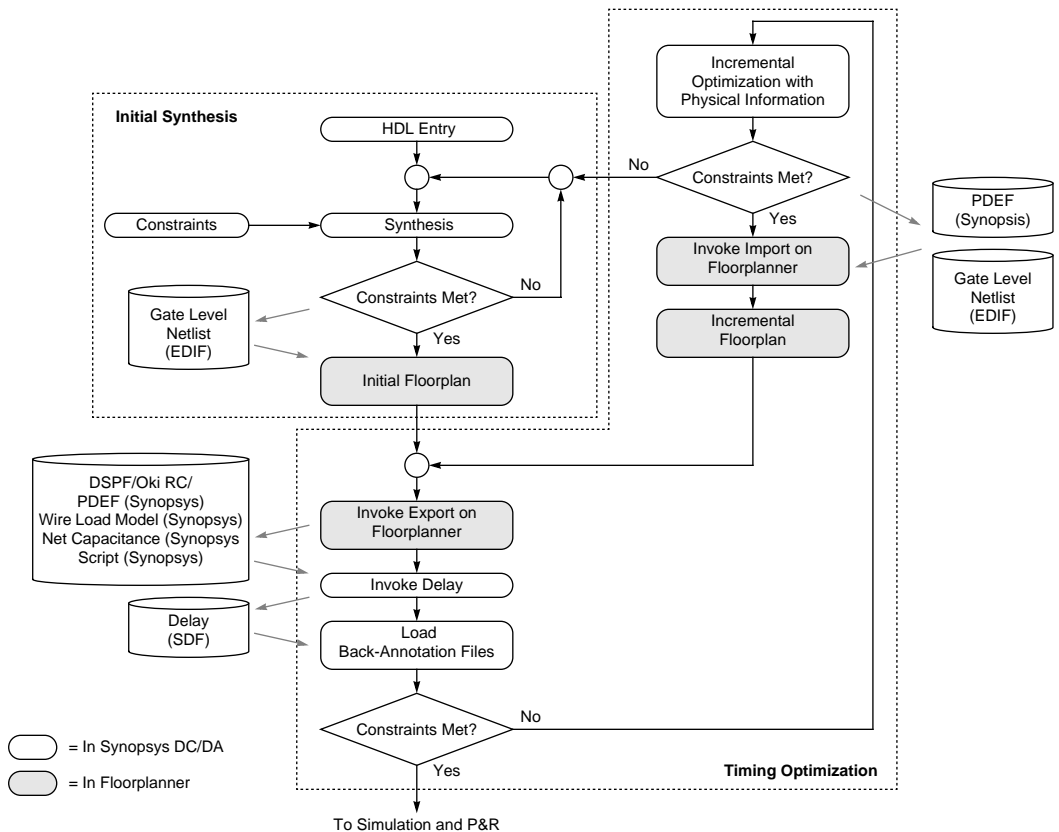 Incremental
Optimization with
Physical Information
Initial Synthesis
HDL Entry
No
Constraints Met?
PDEF
(Synopsis)
Constraints
Synthesis
Yes
Invoke Import on
Floorplanner
Constraints Met?
No
Gate Level
Netlist
(EDIF)
Gate Level
Netlist
(EDIF)
Incremental
Floorplan
Yes
Initial Floorplan
DSPF/Oki RC/
PDEF (Synopsys)
Wire Load Model (Synopsys)
Net Capacitance (Synopsys
Script (Synopsys)
Invoke Export on
Floorplanner
Invoke Delay
Delay
(SDF)
Load
Back-Annotation Files
Constraints Met?
No
= In Synopsys DC/DA
Yes
Timing Optimization
= In Floorplanner
To Simulation and P&R